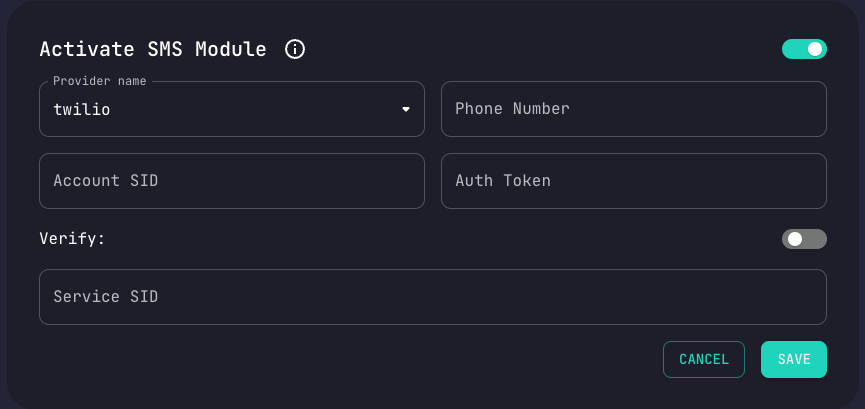 Activate SMS Module
Provider name
twilio
Phone Number
Account SID
Auth Token
Verify:
Service SID
CANCEL
SAVE